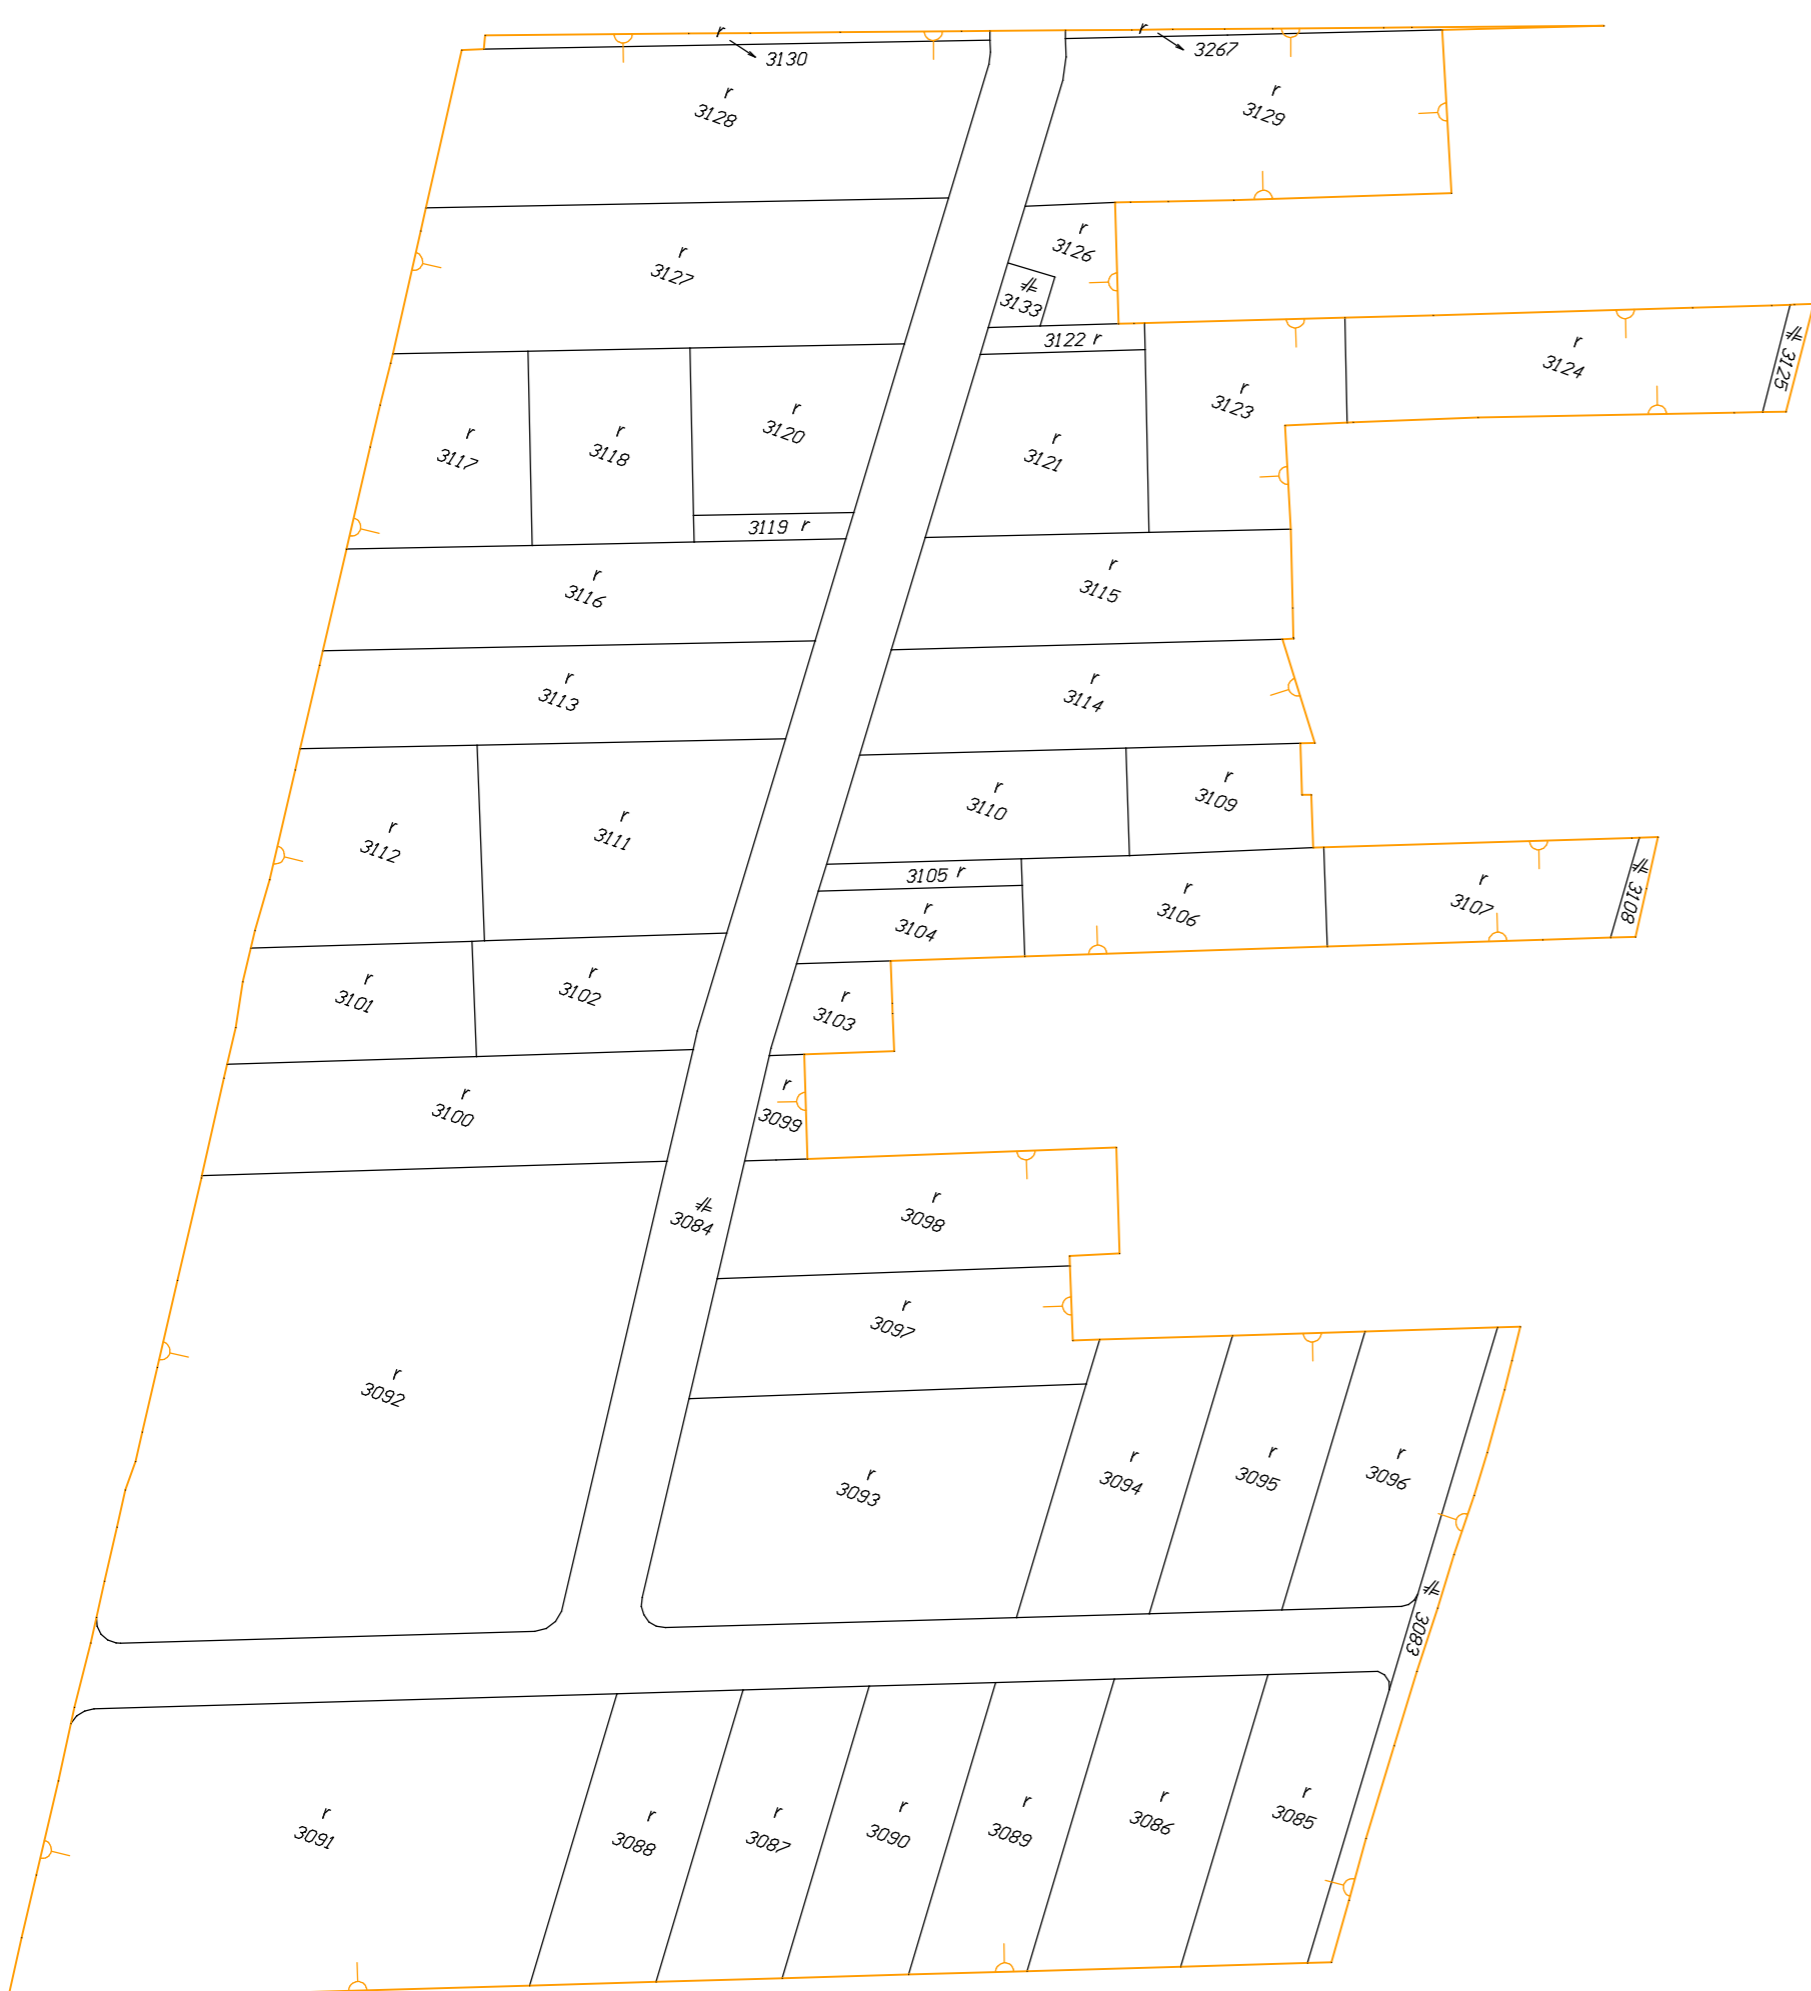 r
3130
r
3267
r
3128
r
3129
r
3127
r
3126
3133
3122 r
r
3124
3125
r
3123
r
3117
r
3118
r
3120
r
3121
3119 r
r
3116
r
3115
r
3113
r
3114
r
3112
r
3111
r
3110
r
3109
3105 r
r
3104
r
3106
r
3107
3108
r
3101
r
3102
r
3103
r
3100
r
3099
3084
r
3098
r
3097
r
3092
r
3093
r
3094
r
3095
r
3096
3083
r
3091
r
3088
r
3087
r
3090
r
3089
r
3086
r
3085